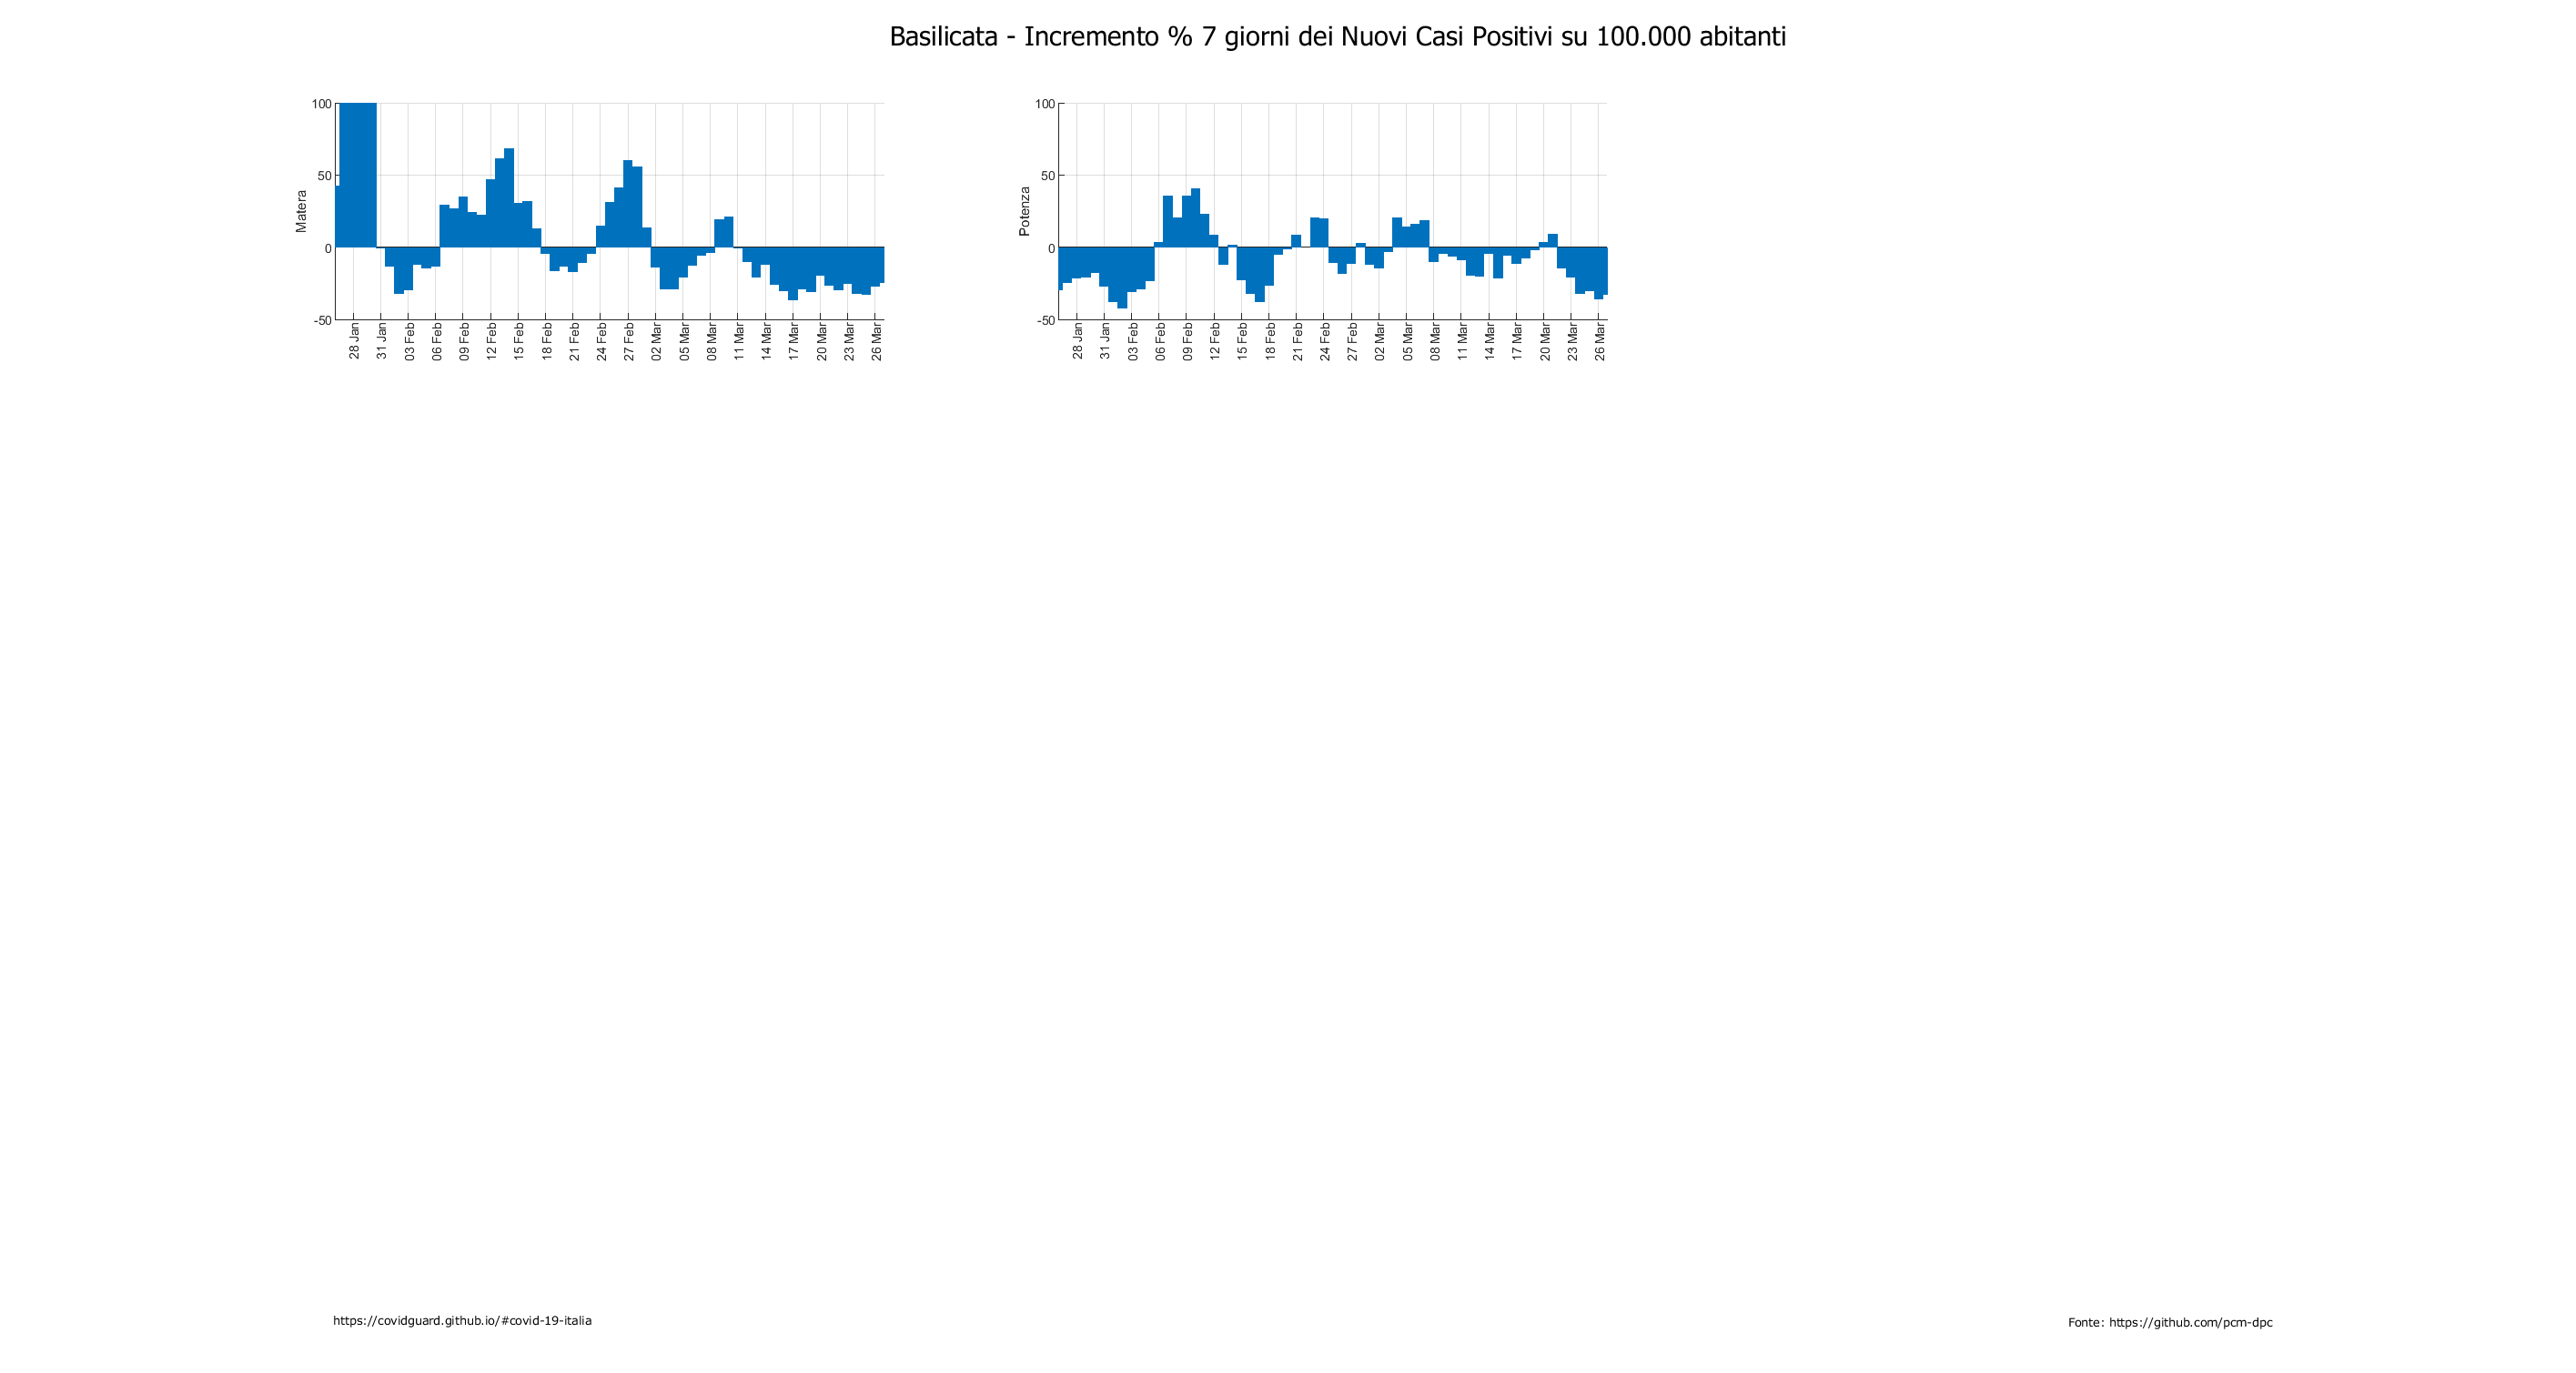 Basilicata - Incremento % 7 giorni dei Nuovi Casi Positivi su 100.000 abitanti
Matera
100
50
0
-50
28 Jan
31 Jan
03 Feb
06 Feb
09 Feb
12 Feb
15 Feb
18 Feb
21 Feb
24 Feb
27 Feb
02 Mar
05 Mar
08 Mar
11 Mar
14 Mar
17 Mar
20 Mar
23 Mar
26 Mar
Potenza
100
50
0
-50
28 Jan
31 Jan
03 Feb
06 Feb
09 Feb
12 Feb
15 Feb
18 Feb
21 Feb
24 Feb
27 Feb
02 Mar
05 Mar
08 Mar
11 Mar
14 Mar
17 Mar
20 Mar
23 Mar
26 Mar
https://covidguard.github.io/#covid-19-italia
Fonte: https://github.com/pcm-dpc